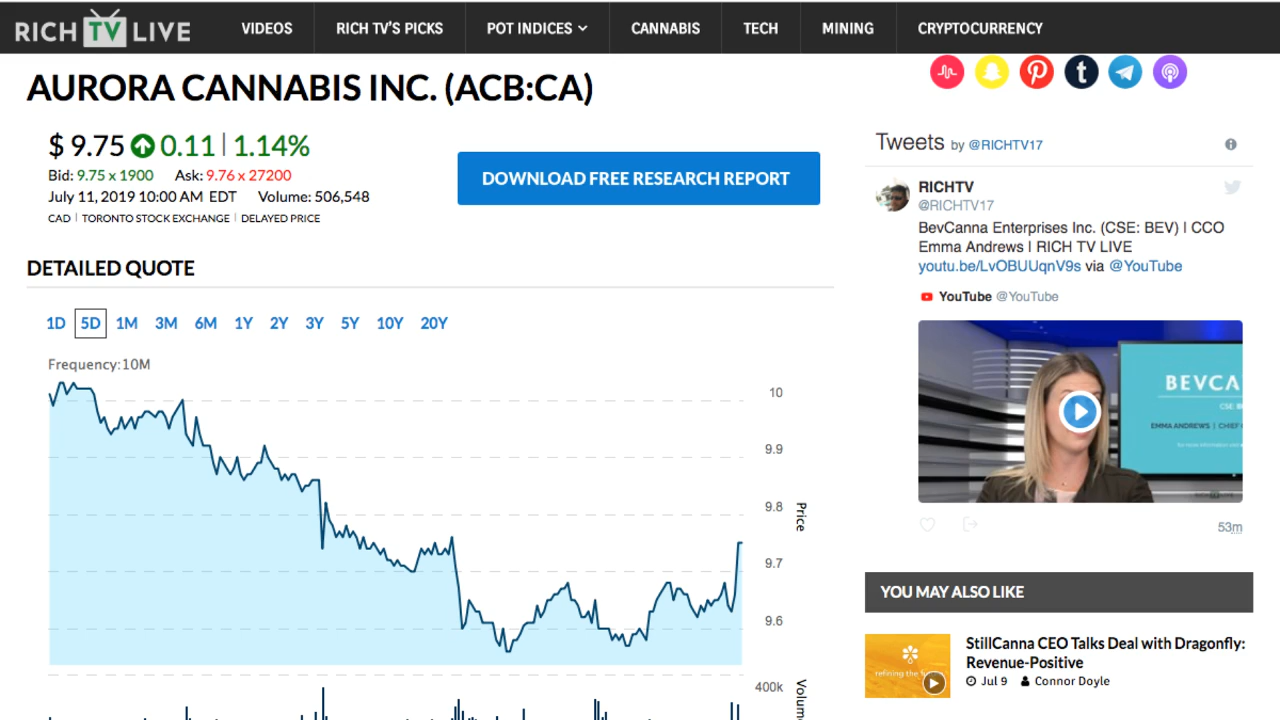 RICH TV LIVE
VIDEOS
RICH TV'S PICKS
POT INDICES
CANNABIS
TECH
MINING
CRYPTOCURRENCY
AURORA CANNABIS INC. (ACB:CA)
$ 9.75 0.11 | 1.14%
Bid: 9.75 x 1900 Ask: 9.76 x 27200
July 11, 2019 10:00 AM EDT Volume: 506,548
CAD | TORONTO STOCK EXCHANGE | DELAYED PRICE
DOWNLOAD FREE RESEARCH REPORT
DETAILED QUOTE
1D 5D 1M 3M 6M 1Y 2Y 3Y 5Y 10Y 20Y
Frequency:10M
10
9.9
9.8
9.7
9.6
Price
400k
Tweets by @RICHTV17
RICHTV
@RICHTV17
BevCanna Enterprises Inc. (CSE: BEV) | CCO
Emma Andrews | RICH TV LIVE
youtu.be/LvOBUUqnV9s via @YouTube
YouTube @YouTube
BEVCA
EMMA ANDREWS | CHIEF
53m
YOU MAY ALSO LIKE
refining the
StillCanna CEO Talks Deal with Dragonfly:
Revenue-Positive
Jul 9 Connor Doyle